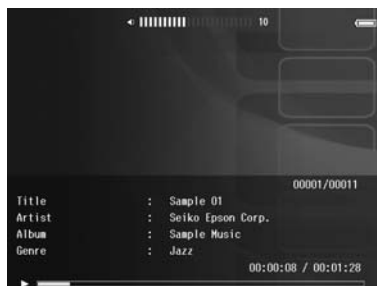 10
00001/00011
Title : Sample 01
Artist : Seiko Epson Corp.
Album : Sample Music
Genre : Jazz
00:00:08 / 00:01:28